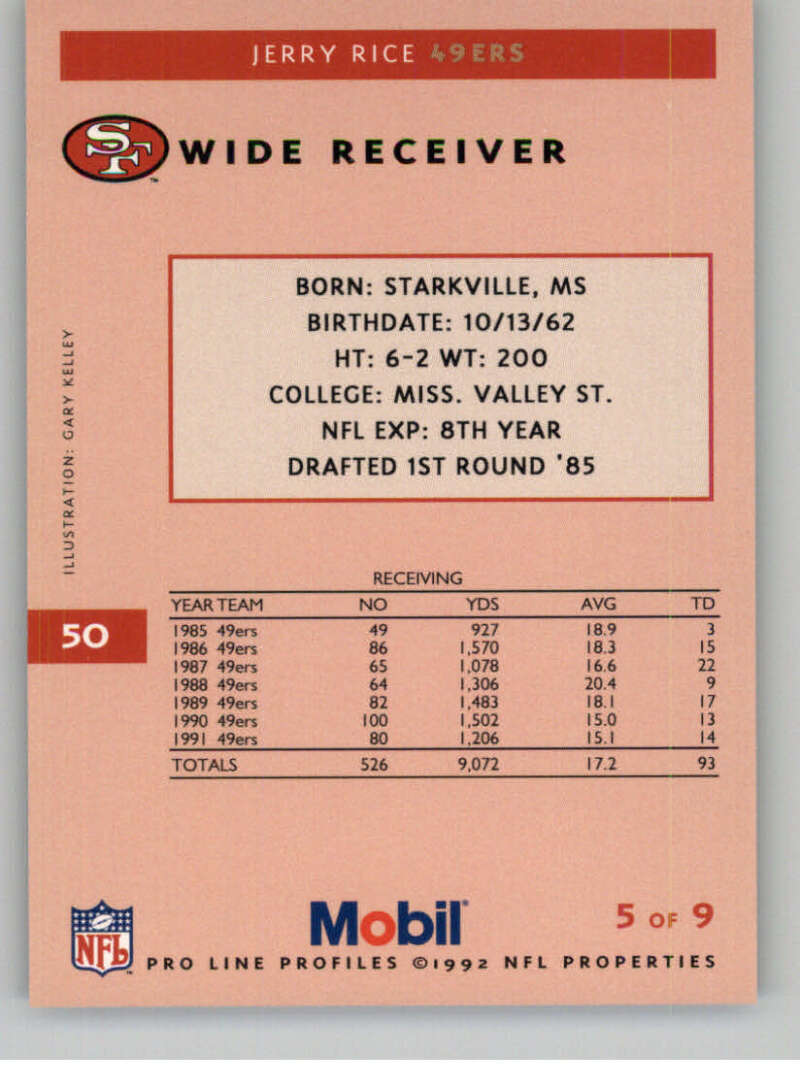 JERRY RICE 49ERS
SF WIDE RECEIVER
™
BORN: STARKVILLE, MS
BIRTHDATE: 10/13/62
HT: 6-2 WT: 200
COLLEGE: MISS. VALLEY ST.
NFL EXP: 8TH YEAR
DRAFTED 1ST ROUND '85
ILLUSTRATION: GARY KELLEY
50
RECEIVING
YEAR TEAM NO YDS AVG TD
1985 49ers 49 927 18.9 3
1986 49ers 86 1,570 18.3 15
1987 49ers 65 1,078 16.6 22
1988 49ers 64 1,306 20.4 9
1989 49ers 82 1,483 18.1 17
1990 49ers 100 1,502 15.0 13
1991 49ers 80 1,206 15.1 14
TOTALS 526 9,072 17.2 93
NFL
Mobil®
5 OF 9
PRO LINE PROFILES ©1992 NFL PROPERTIES